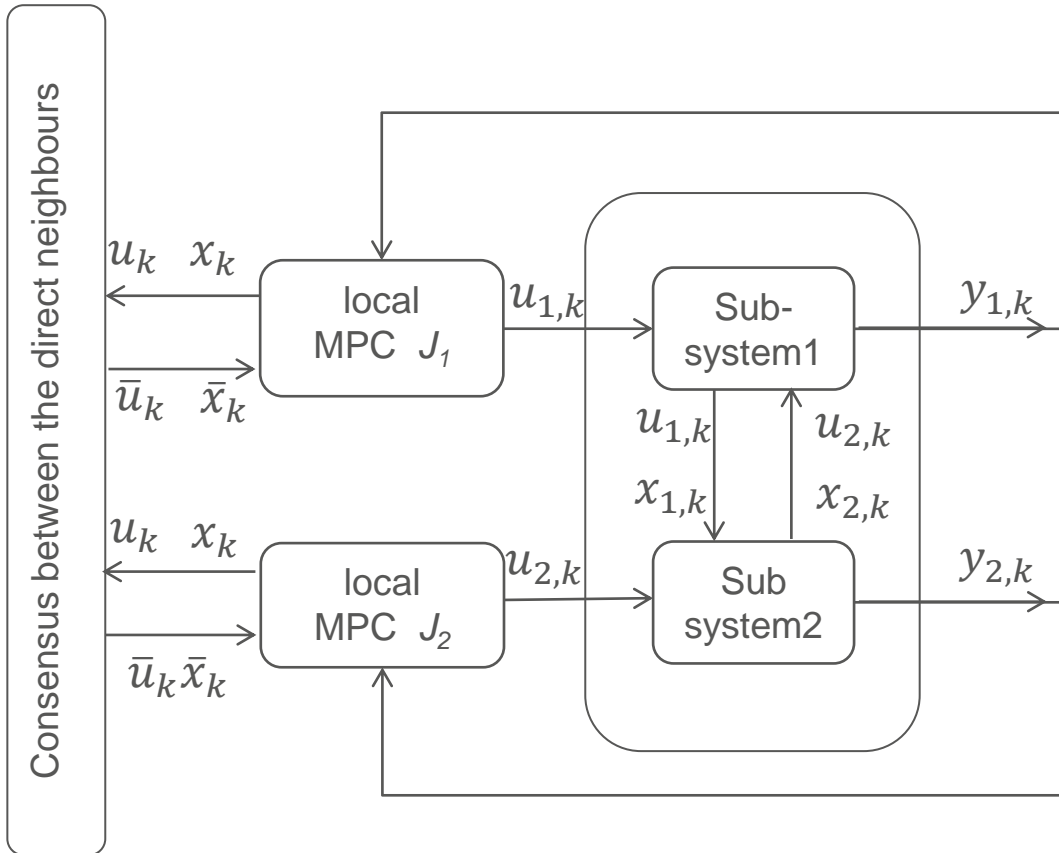 Consensus between the direct neighbours
u_k x_k
ū_k x̄_k
local
MPC J_1
u_{1,k}
Sub-
system1
y_{1,k}
u_{1,k} u_{2,k}
x_{1,k} x_{2,k}
u_k x_k
ū_k x̄_k
local
MPC J_2
u_{2,k}
Sub
system2
y_{2,k}